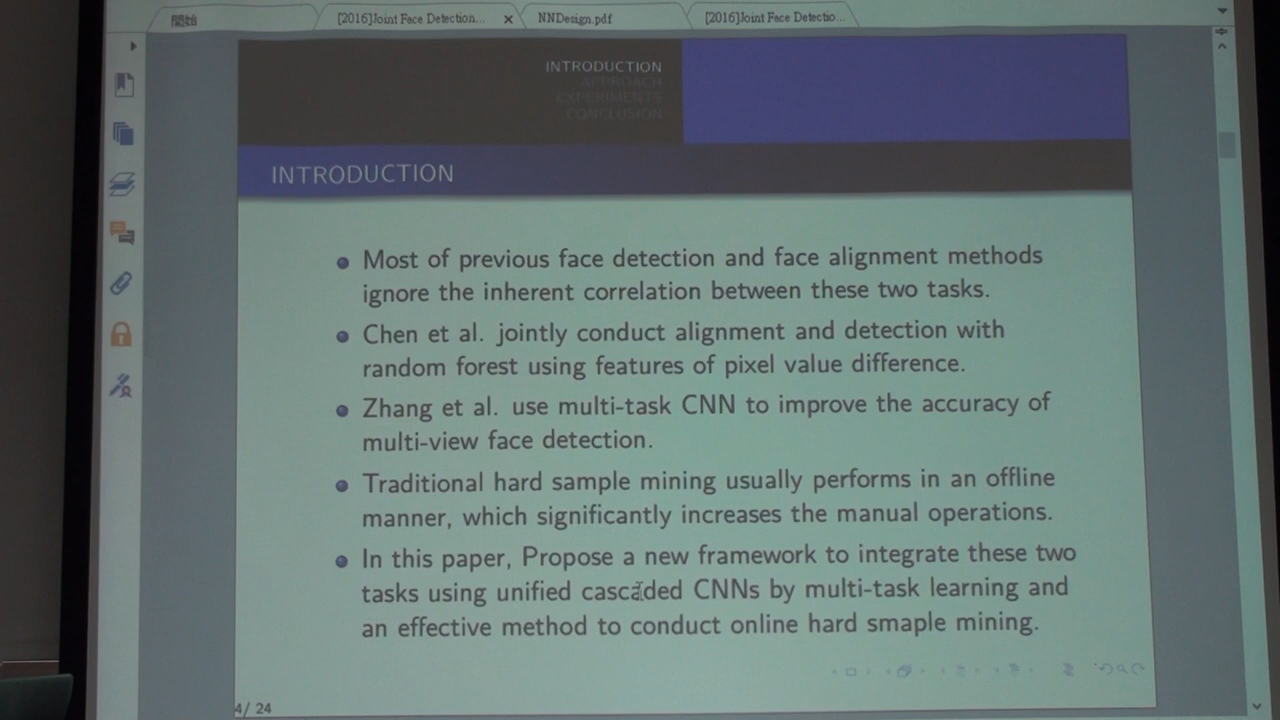 開始
[2016]Joint Face Detection...
NNDesign.pdf
[2016]Joint Face Detectio...
INTRODUCTION
APPROACH
EXPERIMENTS
CONCLUSION
INTRODUCTION
Most of previous face detection and face alignment methods
ignore the inherent correlation between these two tasks.
Chen et al. jointly conduct alignment and detection with
random forest using features of pixel value difference.
Zhang et al. use multi-task CNN to improve the accuracy of
multi-view face detection.
Traditional hard sample mining usually performs in an offline
manner, which significantly increases the manual operations.
In this paper, Propose a new framework to integrate these two
tasks using unified cascaded CNNs by multi-task learning and
an effective method to conduct online hard smaple mining.
4/ 24